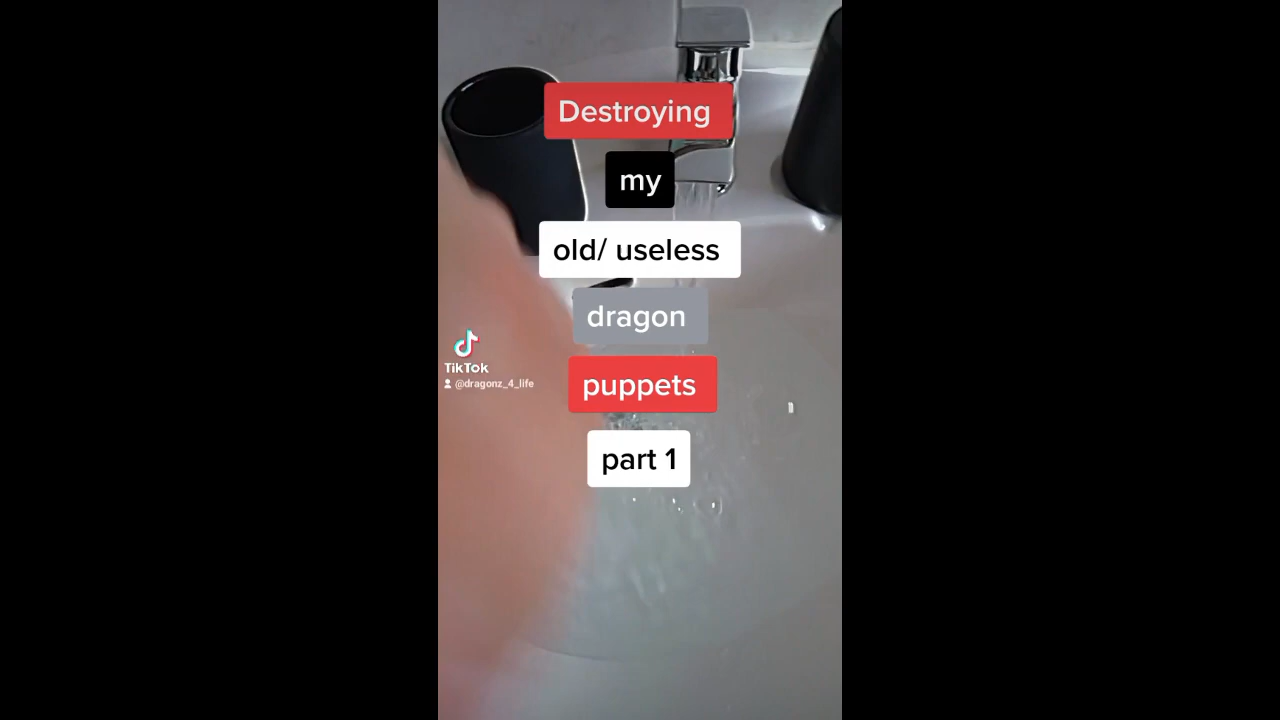 Destroying
my
old/ useless
dragon
puppets
part 1
TikTok
@dragonz_4_life